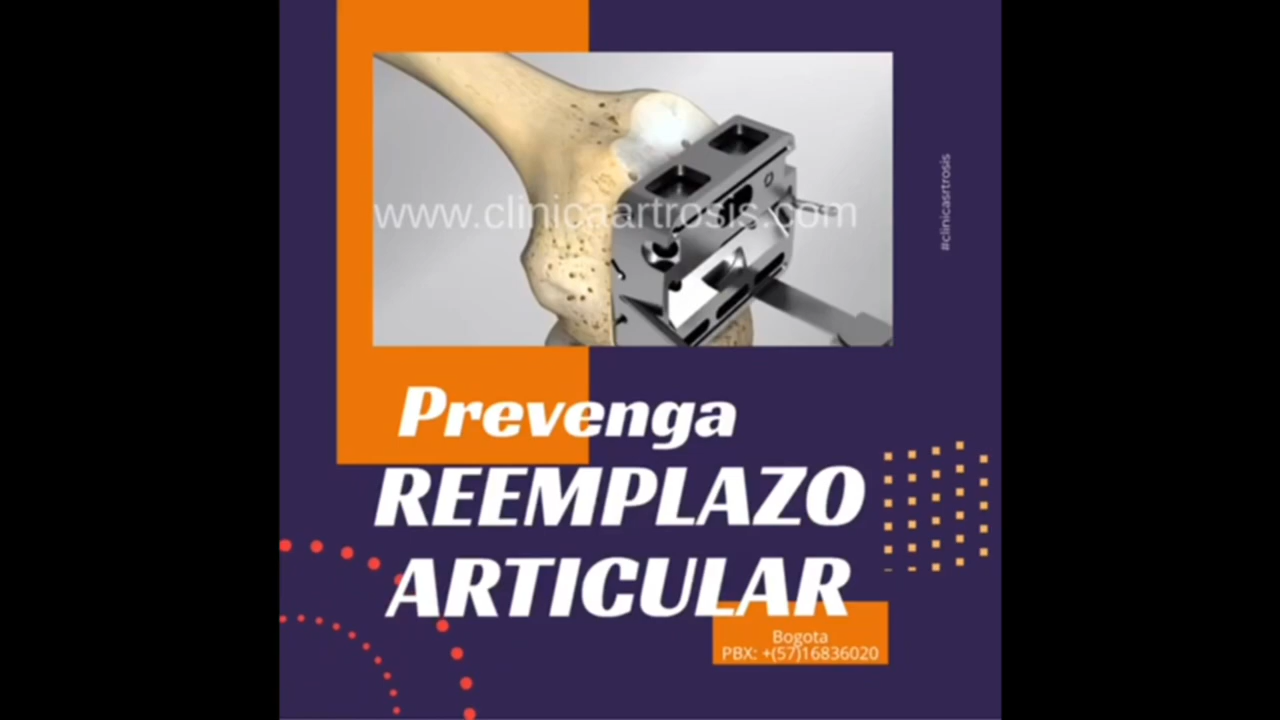 www.clinicaartrosis.com
#clinicasrtrosis
Prevenga
REEMPLAZO
ARTICULAR
Bogota
PBX: +(57)16836020